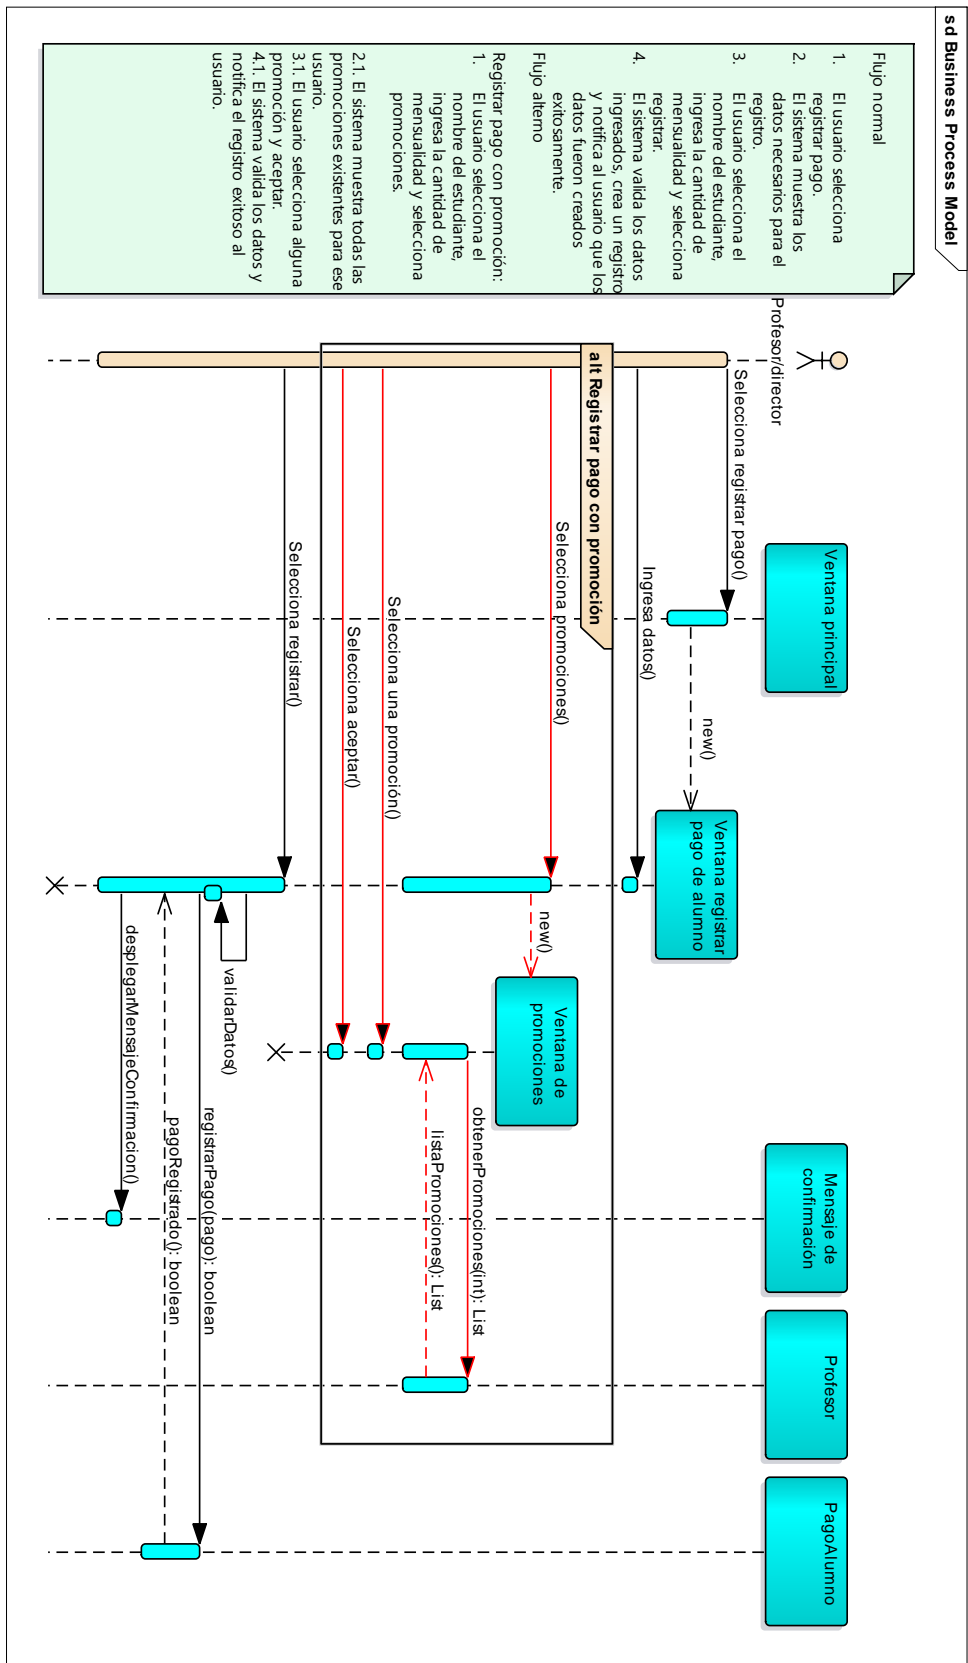 sd Business Process Model
Flujo normal
1. El usuario selecciona
registrar pago.
2. El sistema muestra los
datos necesarios para el
registro.
3. El usuario selecciona el
nombre del estudiante,
ingresa la cantidad de
mensualidad y selecciona
registrar.
4. El sistema valida los datos
ingresados, crea un registro
y notifica al usuario que los
datos fueron creados
exitosamente.
Flujo alterno
Registrar pago con promoción:
1. El usuario selecciona el
nombre del estudiante,
ingresa la cantidad de
mensualidad y selecciona
promociones.
2.1. El sistema muestra todas las
promociones existentes para ese
usuario.
3.1. El usuario selecciona alguna
promoción y aceptar.
4.1. El sistema valida los datos y
notifica el registro exitoso al
usuario.
Profesor/director
Ventana principal
Ventana registrar
pago de alumno
Ventana de
promociones
Mensaje de
confirmación
Profesor
PagoAlumno
Selecciona registrar pago()
new()
Ingresa datos()
alt Registrar pago con promoción
Selecciona promociones()
new()
obtenerPromociones(int): List
listaPromociones(): List
Selecciona una promoción()
Selecciona aceptar()
Selecciona registrar()
validarDatos()
registrarPago(pago): boolean
pagoRegistrado(): boolean
desplegarMensajeConfirmacion()